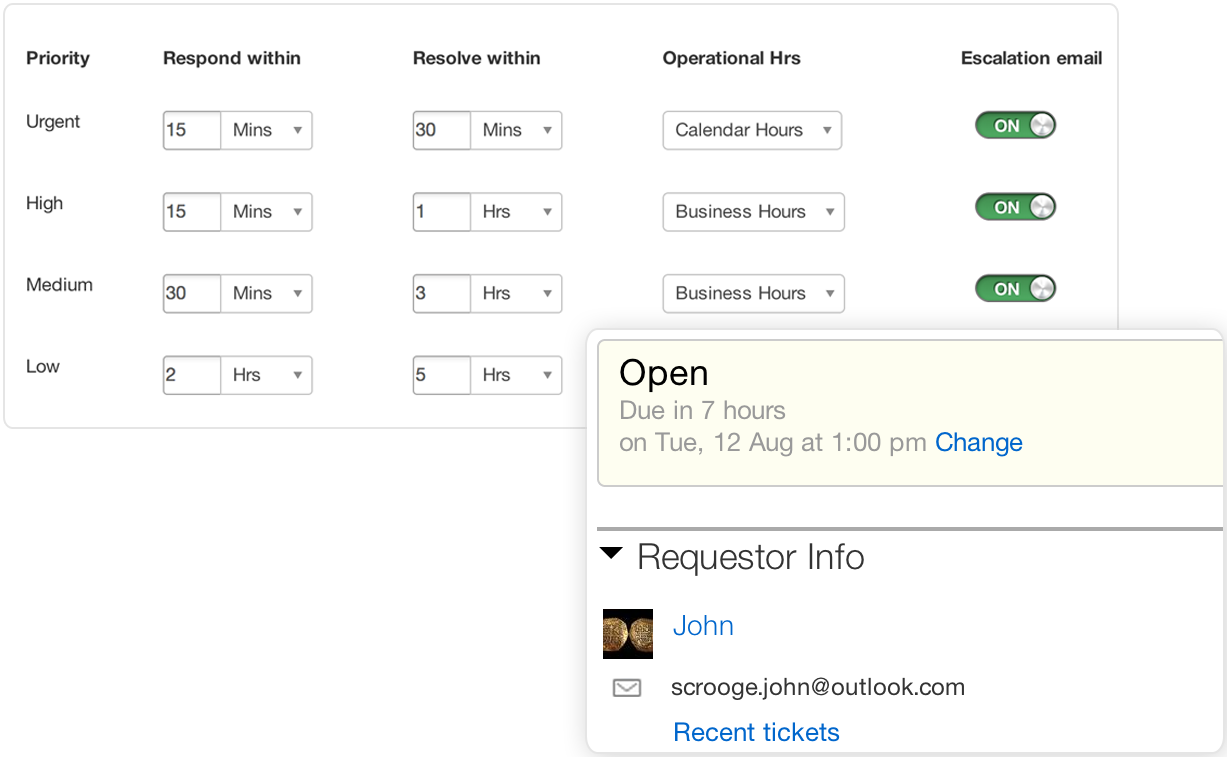 Priority Respond within Resolve within Operational Hrs Escalation email
Urgent 15 Mins 30 Mins Calendar Hours ON
High 15 Mins 1 Hrs Business Hours ON
Medium 30 Mins 3 Hrs Business Hours ON
Low 2 Hrs 5 Hrs
Open
Due in 7 hours
on Tue, 12 Aug at 1:00 pm Change
Requestor Info
John
scrooge.john@outlook.com
Recent tickets